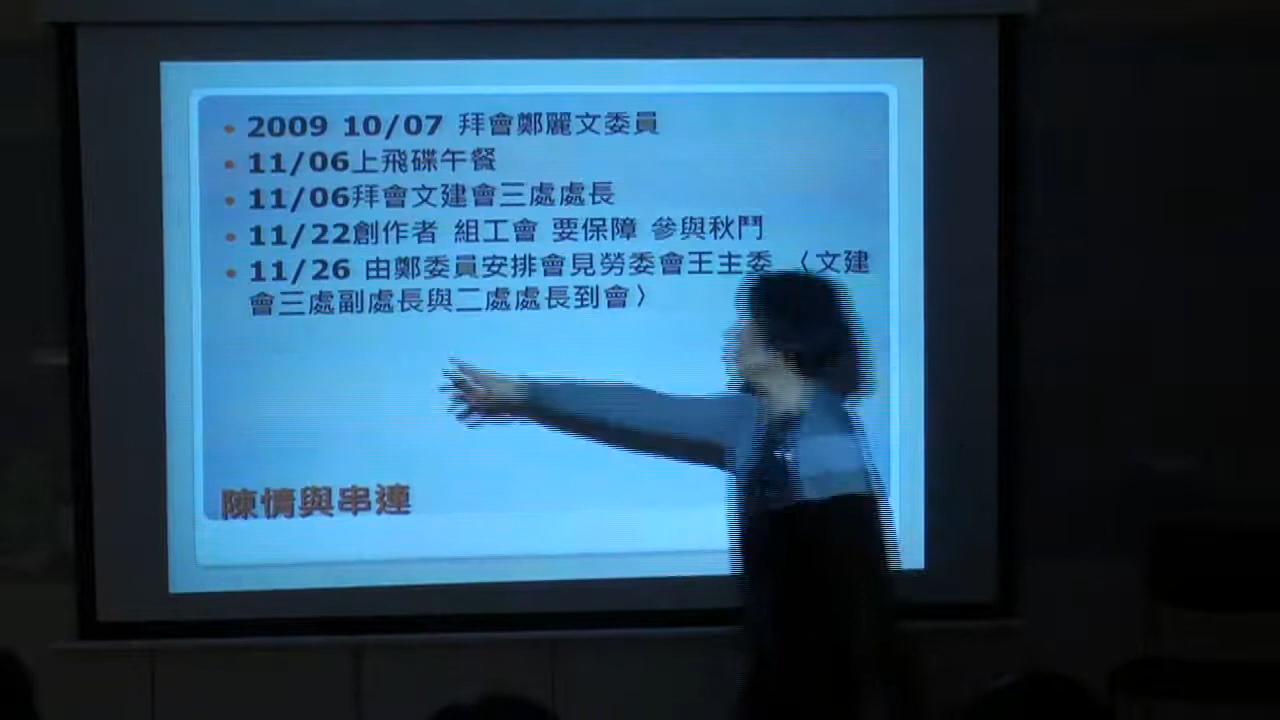 2009 10/07 拜會鄭麗文委員
11/06上飛碟午餐
11/06拜會文建會三處處長
11/22創作者 組工會 要保障 參與秋鬥
11/26 由鄭委員安排會見勞委會王主委 〈文建
會三處副處長與二處處長到會〉
陳情與串連